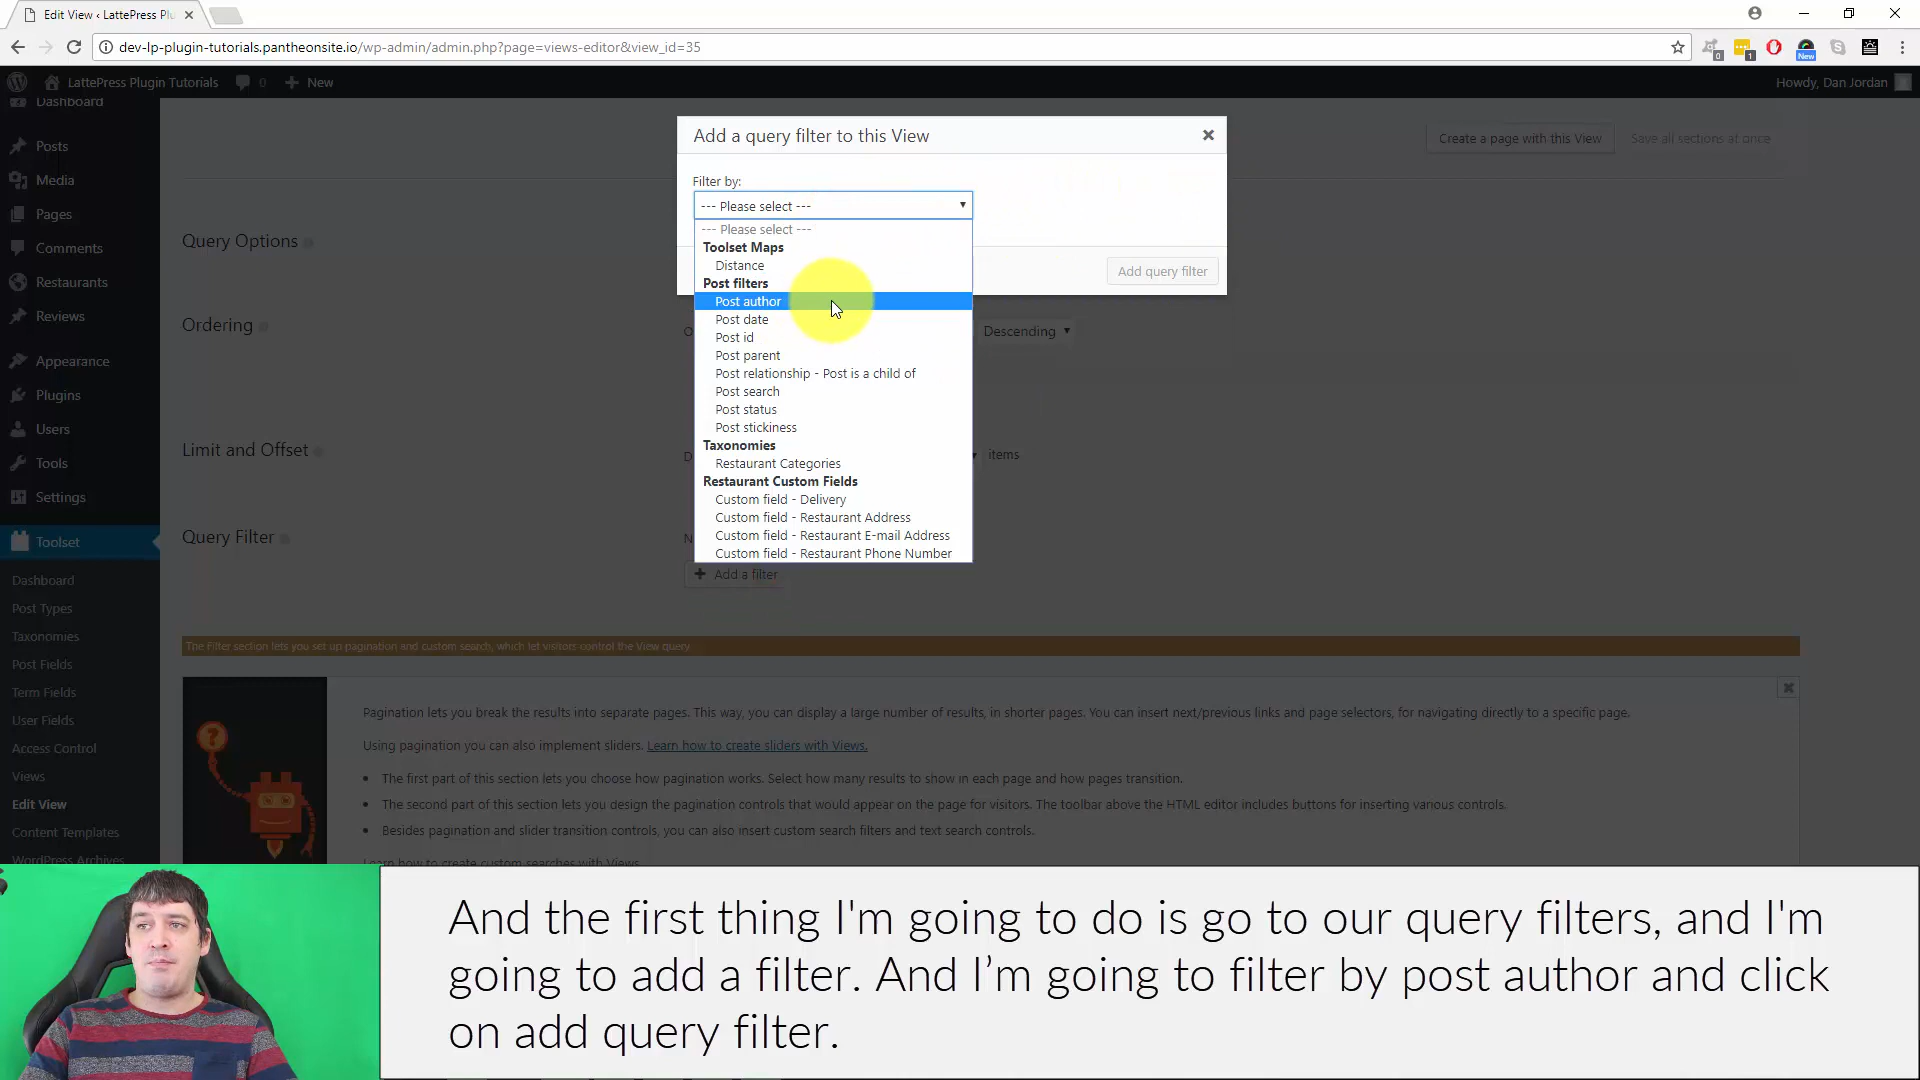 Edit View ‹ LattePress Plu
dev-lp-plugin-tutorials.pantheonsite.io/wp-admin/admin.php?page=views-editor&view_id=35
0
1
New
LattePress Plugin Tutorials
0
New
Howdy, Dan Jordan
Dashboard
Posts
Media
Pages
Comments
Restaurants
Reviews
Appearance
Plugins
Users
Tools
Settings
Toolset
Dashboard
Post Types
Taxonomies
Post Fields
Term Fields
User Fields
Access Control
Views
Edit View
Content Templates
WordPress Archives
Create a page with this View
Save all sections at once
Query Options
Ordering
Descending
Limit and Offset
items
Query Filter
Add a filter
Add a query filter to this View
Filter by:
--- Please select ---
--- Please select ---
Toolset Maps
Distance
Post filters
Post author
Post date
Post id
Post parent
Post relationship - Post is a child of
Post search
Post status
Post stickiness
Taxonomies
Restaurant Categories
Restaurant Custom Fields
Custom field - Delivery
Custom field - Restaurant Address
Custom field - Restaurant E-mail Address
Custom field - Restaurant Phone Number
Add query filter
The Filter section lets you set up pagination and custom search, which let visitors control the View query
Pagination lets you break the results into separate pages. This way, you can display a large number of results, in shorter pages. You can insert next/previous links and page selectors, for navigating directly to a specific page.
Using pagination you can also implement sliders. Learn how to create sliders with Views.
The first part of this section lets you choose how pagination works. Select how many results to show in each page and how pages transition.
The second part of this section lets you design the pagination controls that would appear on the page for visitors. The toolbar above the HTML editor includes buttons for inserting various controls.
Besides pagination and slider transition controls, you can also insert custom search filters and text search controls.
Learn how to create custom searches with Views
And the first thing I'm going to do is go to our query filters, and I'm
going to add a filter. And I’m going to filter by post author and click
on add query filter.